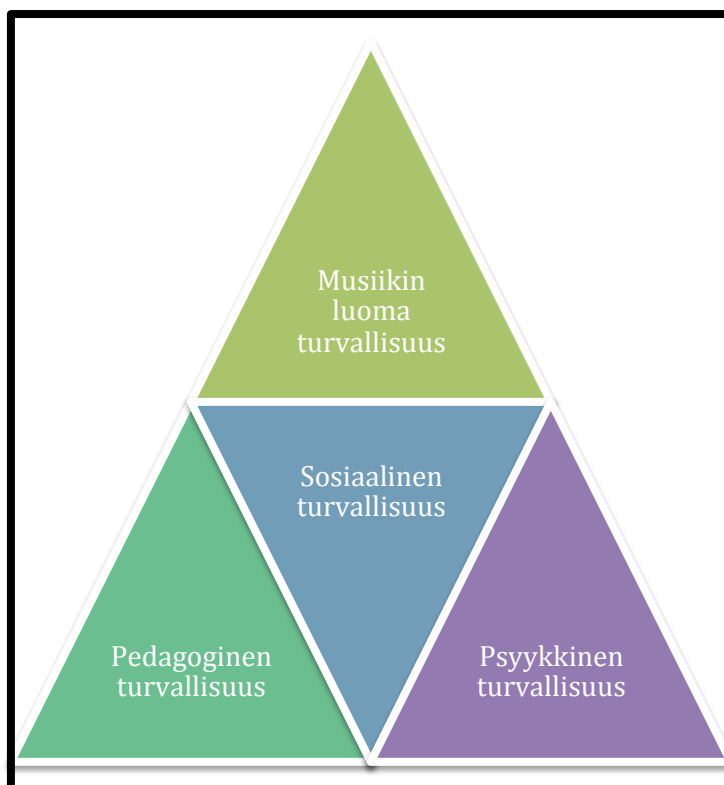 Musiikin
luoma
turvallisuus
Sosiaalinen
turvallisuus
Pedagoginen
turvallisuus
Psyykkinen
turvallisuus